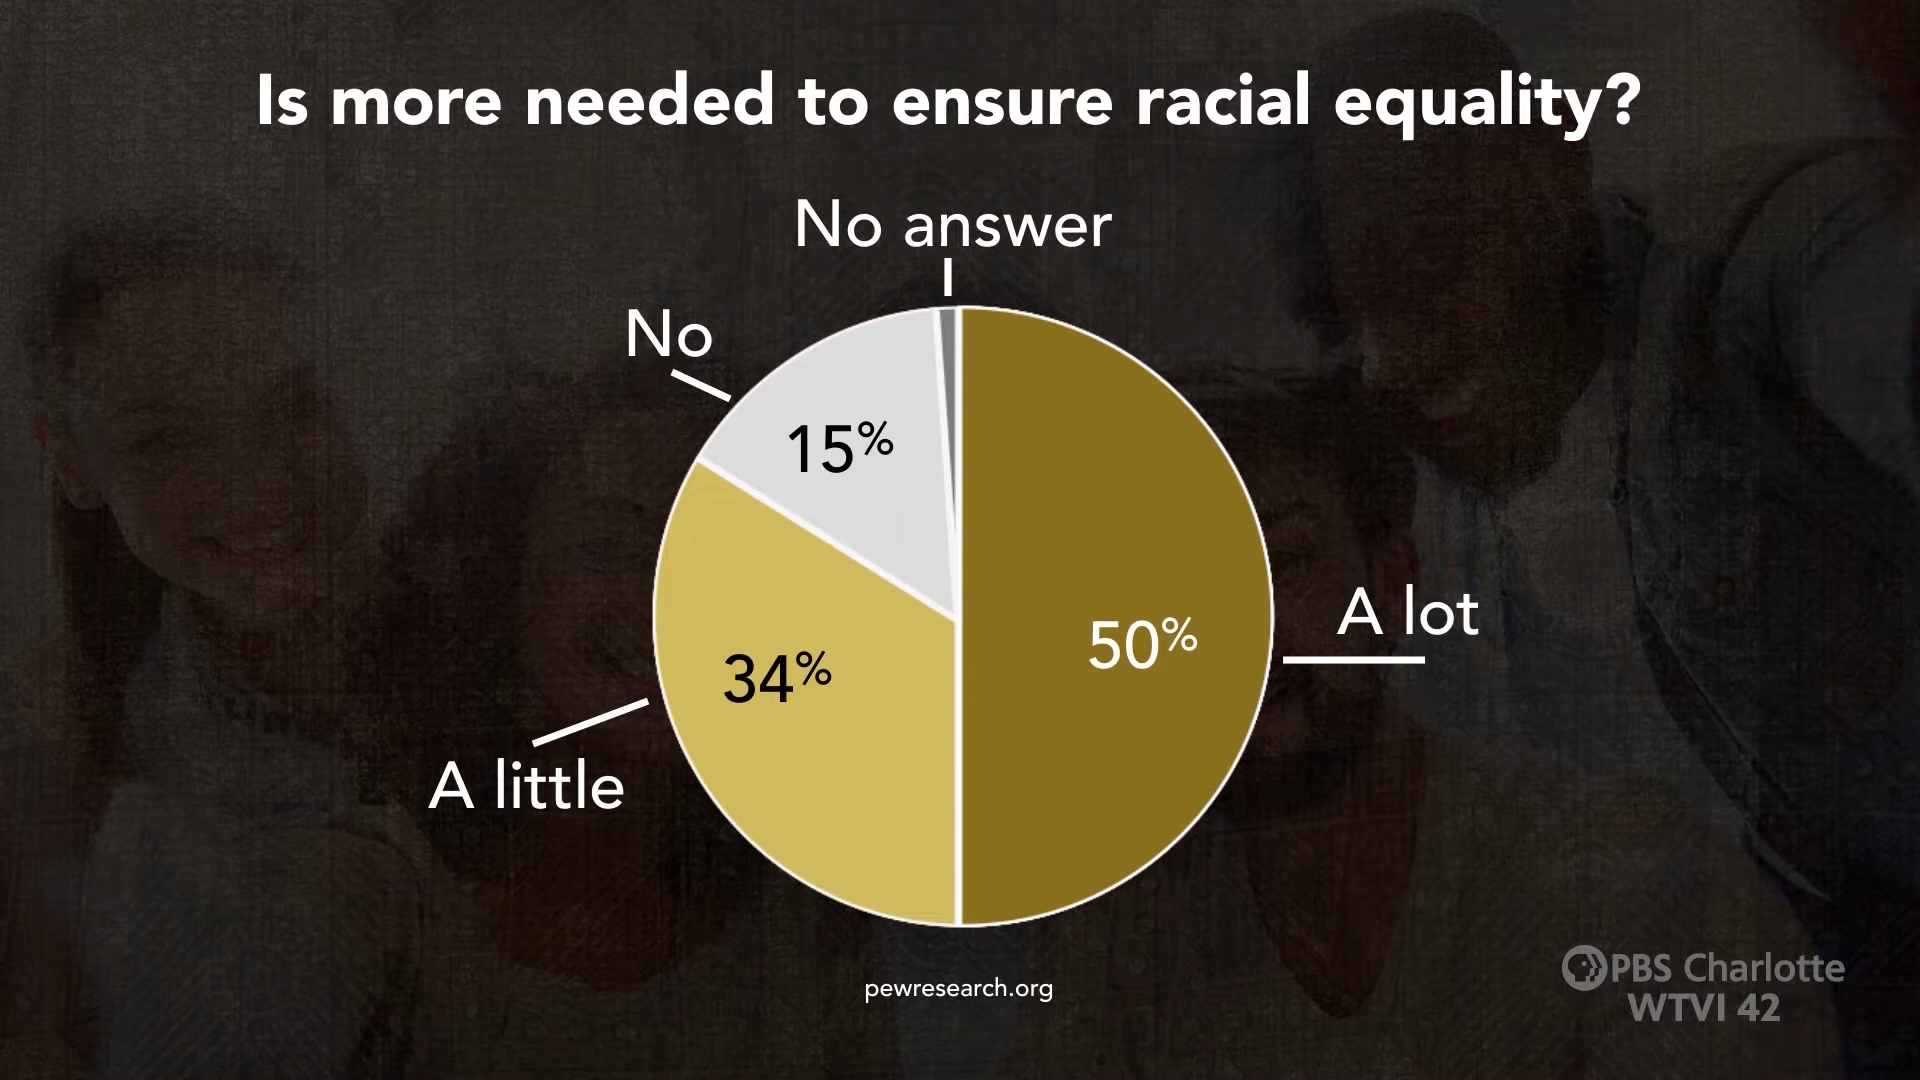 Is more needed to ensure racial equality?
No answer
No
15%
50%
A lot
34%
A little
pewresearch.org
PBS Charlotte
WTVI 42